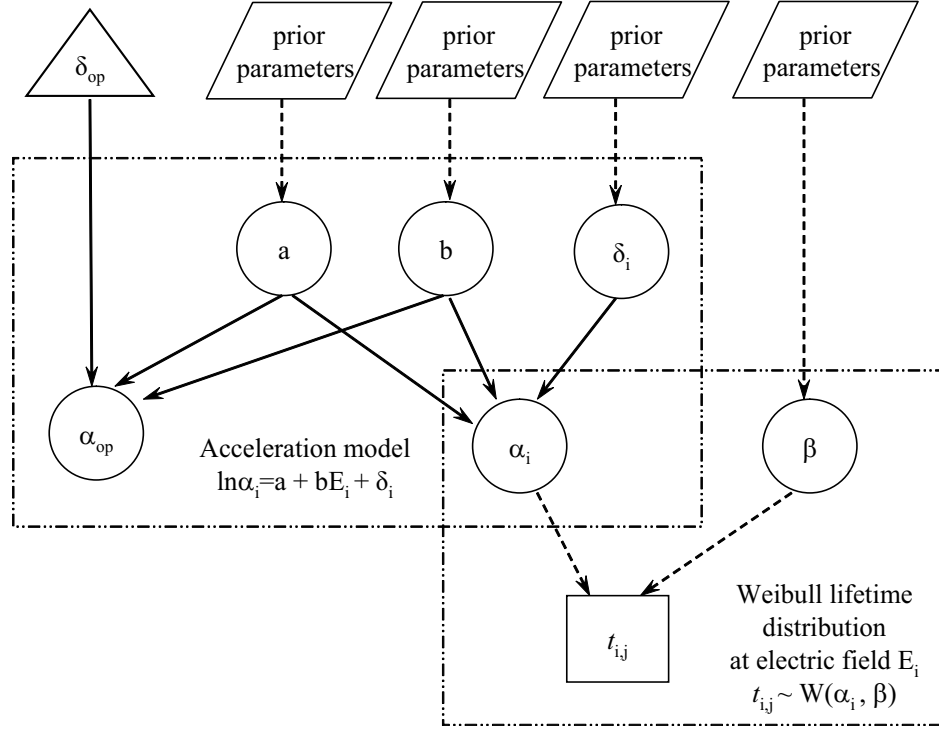 δop
prior
parameters
prior
parameters
prior
parameters
prior
parameters
a
b
δi
αop
Acceleration model
lnαi=a + bEi + δi
αi
β
ti,j
Weibull lifetime
distribution
at electric field Ei
ti,j ~ W(αi , β)